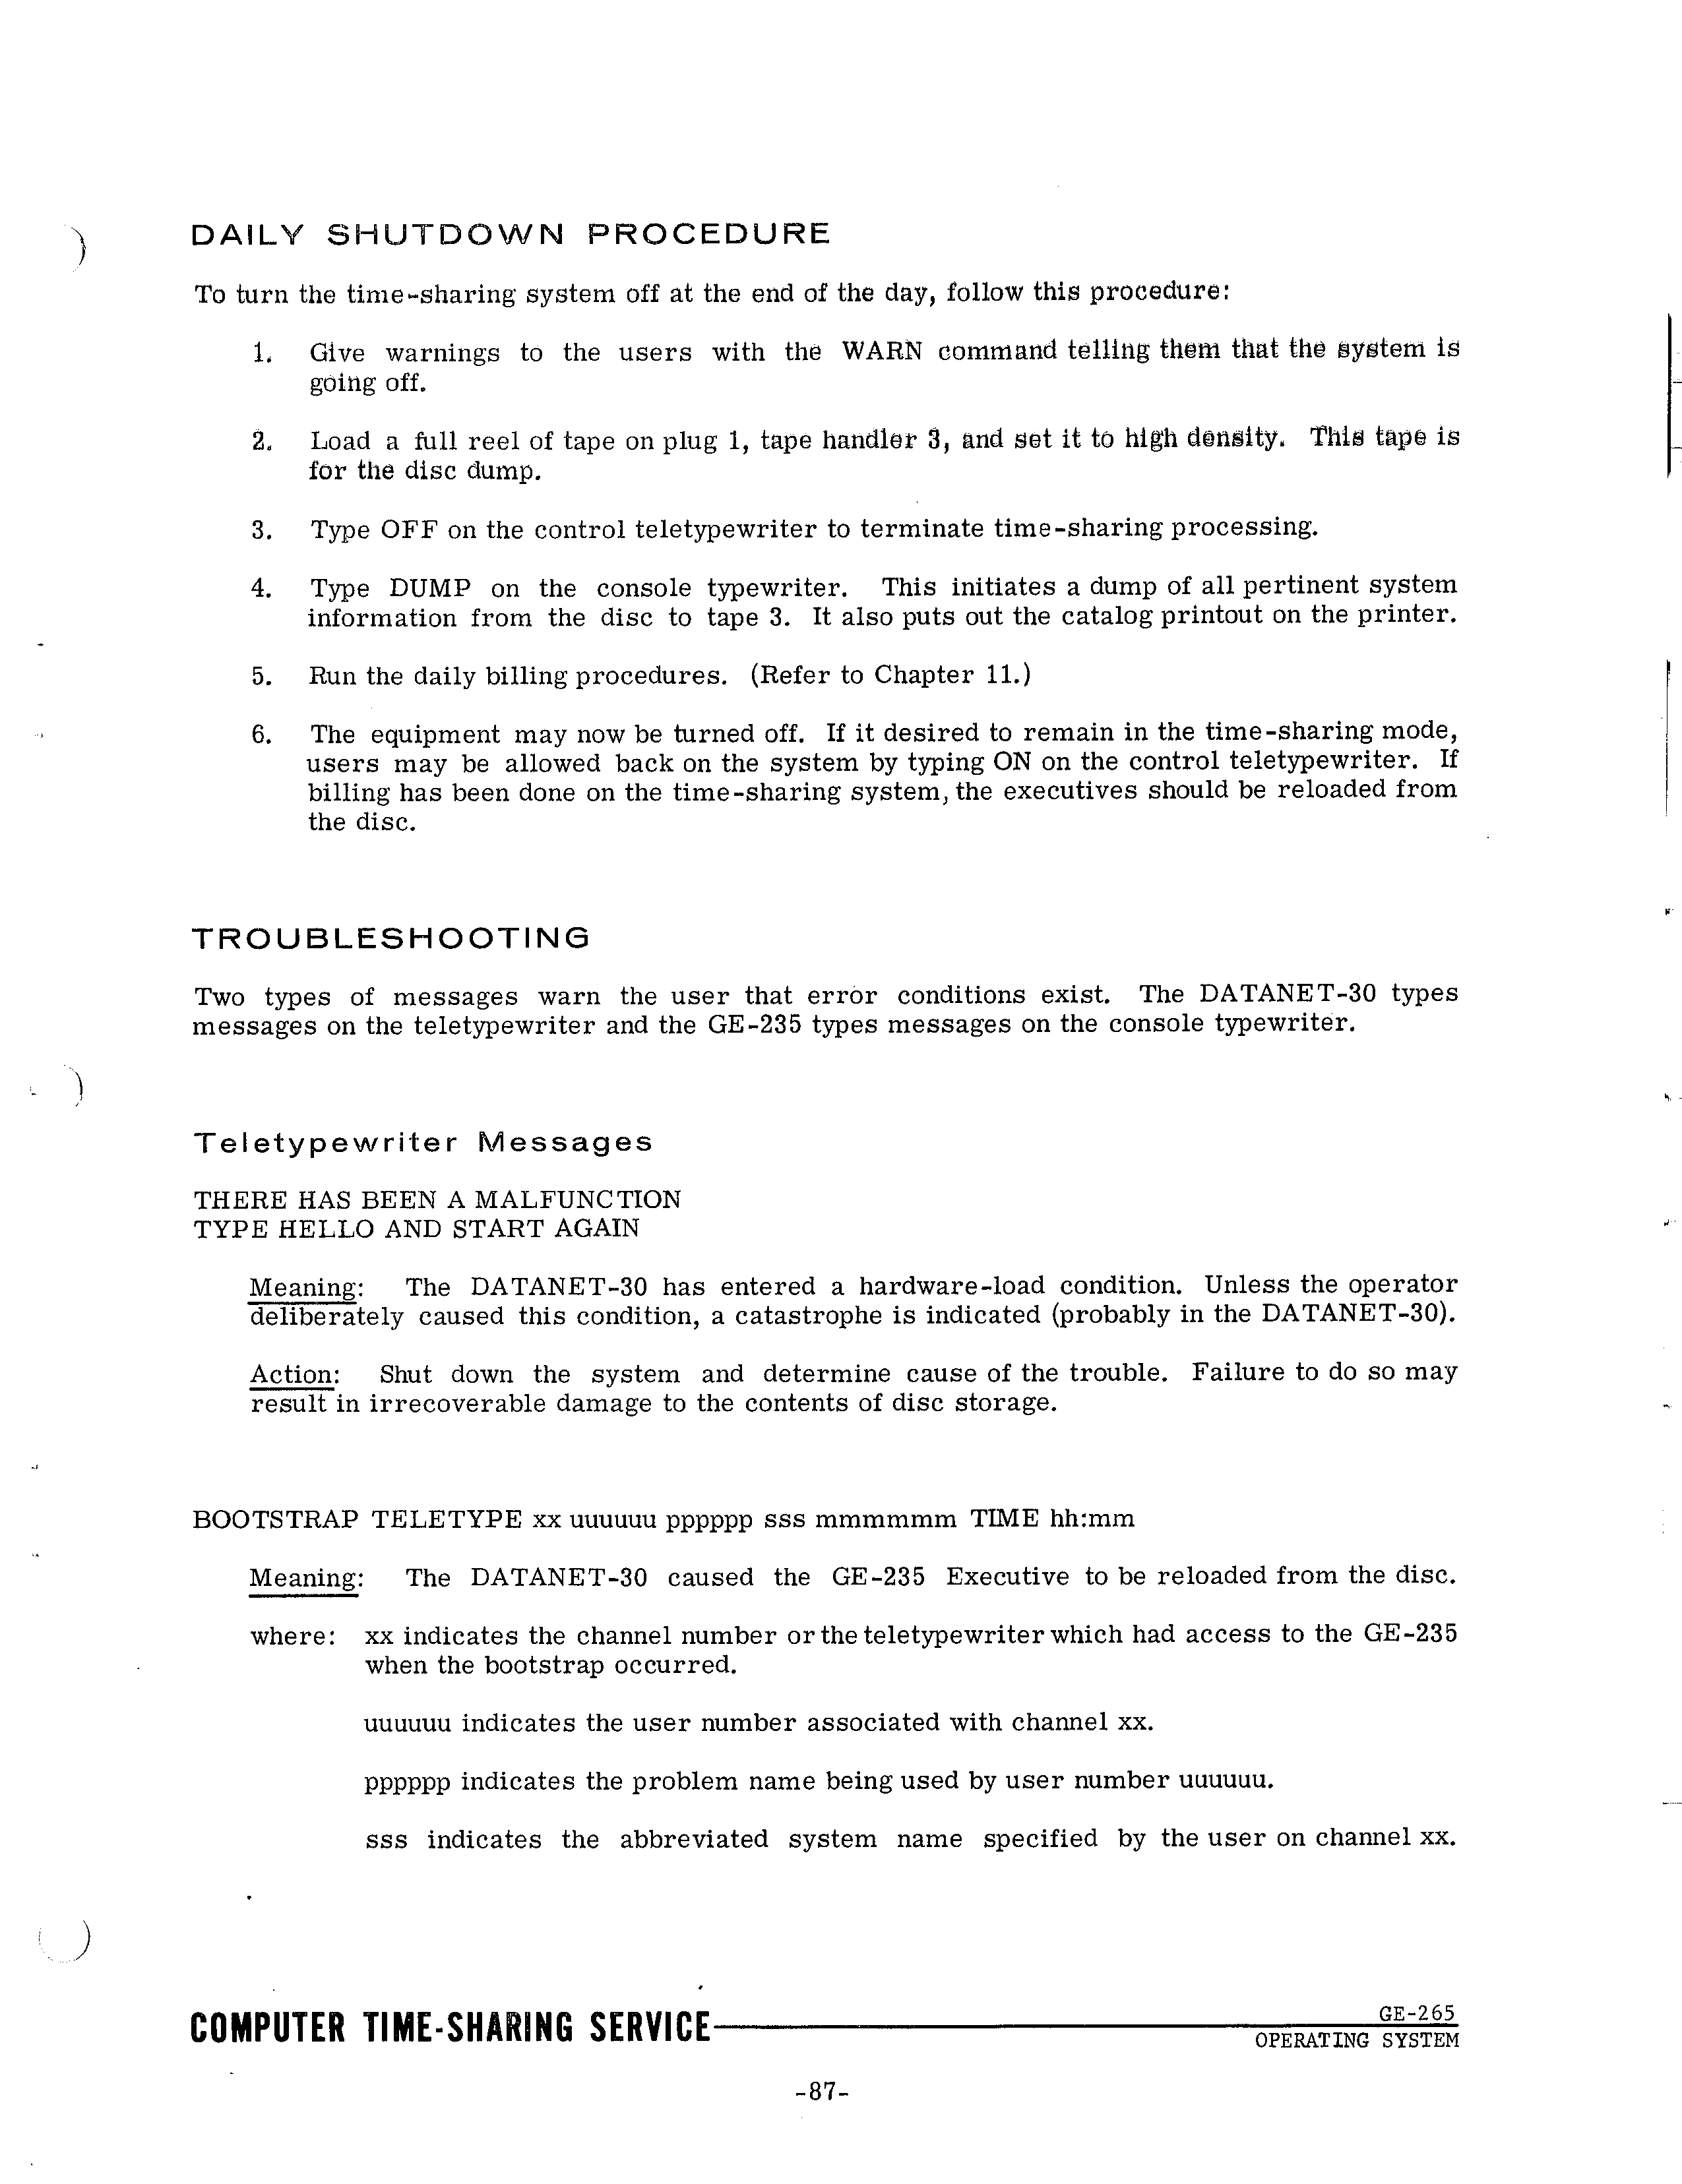 DAILY SHUTDOWN PROCEDURE
To turn the time-sharing system off at the end of the day, follow this procedure:
1. Give warnings to the users with the WARN command telling them that the system is
going off.
2. Load a full reel of tape on plug 1, tape handler 3, and set it to high density. This tape is
for the disc dump.
3. Type OFF on the control teletypewriter to terminate time-sharing processing.
4. Type DUMP on the console typewriter. This initiates a dump of all pertinent system
information from the disc to tape 3. It also puts out the catalog printout on the printer.
5. Run the daily billing procedures. (Refer to Chapter 11.)
6. The equipment may now be turned off. If it desired to remain in the time-sharing mode,
users may be allowed back on the system by typing ON on the control teletypewriter. If
billing has been done on the time-sharing system, the executives should be reloaded from
the disc.
TROUBLESHOOTING
Two types of messages warn the user that error conditions exist. The DATANET-30 types
messages on the teletypewriter and the GE-235 types messages on the console typewriter.
Teletypewriter Messages
THERE HAS BEEN A MALFUNCTION
TYPE HELLO AND START AGAIN
Meaning: The DATANET-30 has entered a hardware-load condition. Unless the operator
deliberately caused this condition, a catastrophe is indicated (probably in the DATANET-30).
Action: Shut down the system and determine cause of the trouble. Failure to do so may
result in irrecoverable damage to the contents of disc storage.
BOOTSTRAP TELETYPE xx uuuuuu pppppp sss mmmmmm TIME hh:mm
Meaning: The DATANET-30 caused the GE-235 Executive to be reloaded from the disc.
where: xx indicates the channel number or the teletypewriter which had access to the GE-235
when the bootstrap occurred.
uuuuuu indicates the user number associated with channel xx.
pppppp indicates the problem name being used by user number uuuuuu.
sss indicates the abbreviated system name specified by the user on channel xx.
COMPUTER TIME-SHARING SERVICE
GE-265
OPERATING SYSTEM
-87-